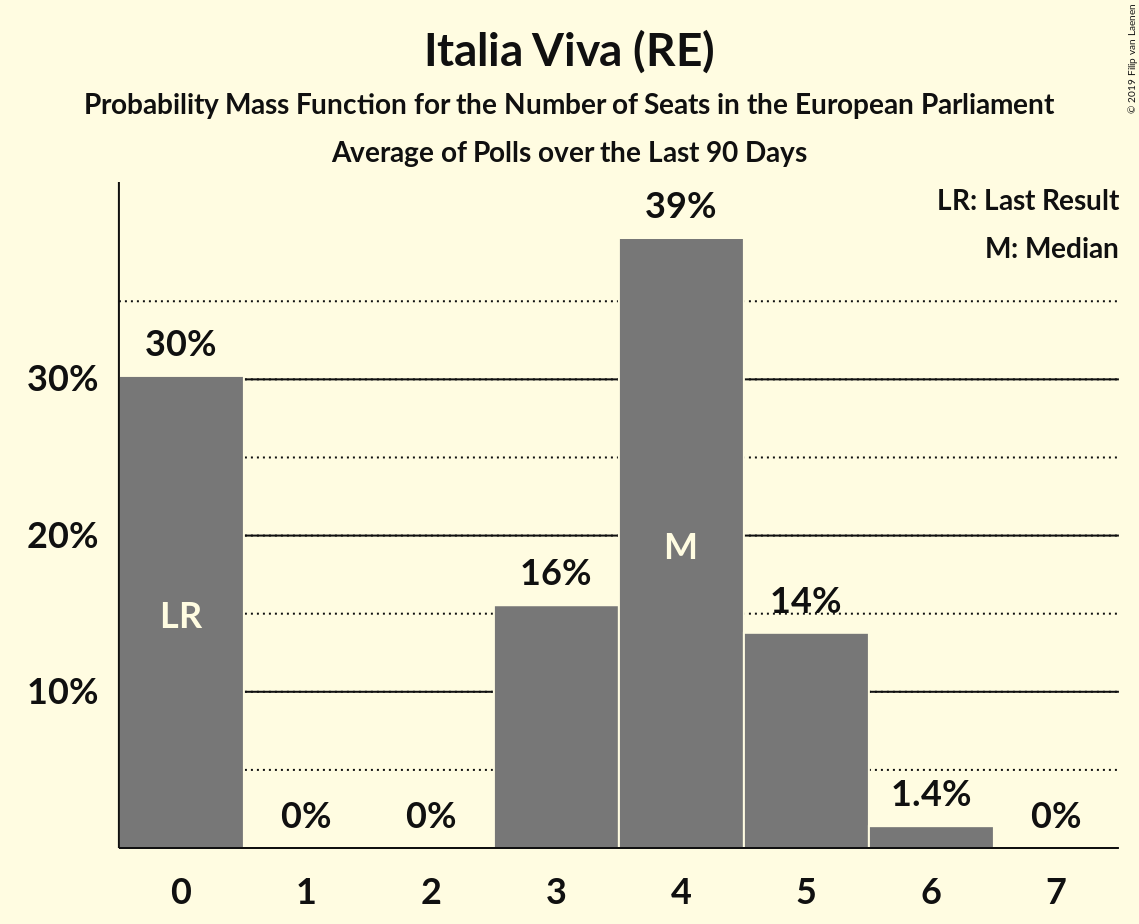 Italia Viva (RE)
Probability Mass Function for the Number of Seats in the European Parliament
Average of Polls over the Last 90 Days
© 2019 Filip van Laenen
LR: Last Result
M: Median
39%
30%
16%
14%
1.4%
0%
0%
0%
LR
M
30%
20%
10%
0 1 2 3 4 5 6 7